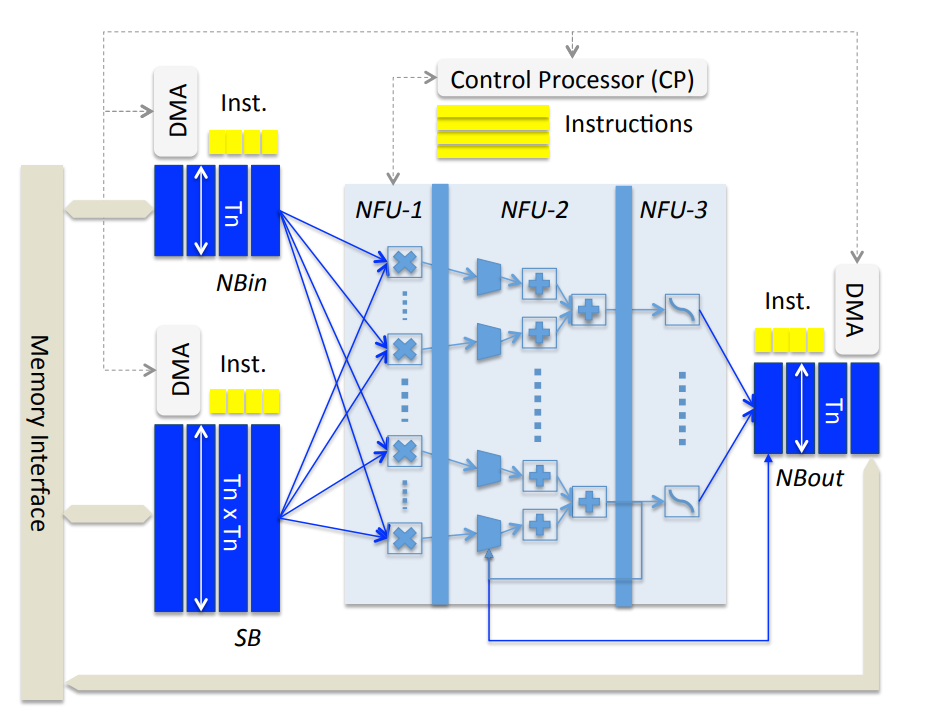 Control Processor (CP)
Instructions
DMA
Inst.
Tn
NBin
DMA
Inst.
Tn x Tn
SB
Memory Interface
NFU-1
NFU-2
NFU-3
Inst.
DMA
Tn
NBout